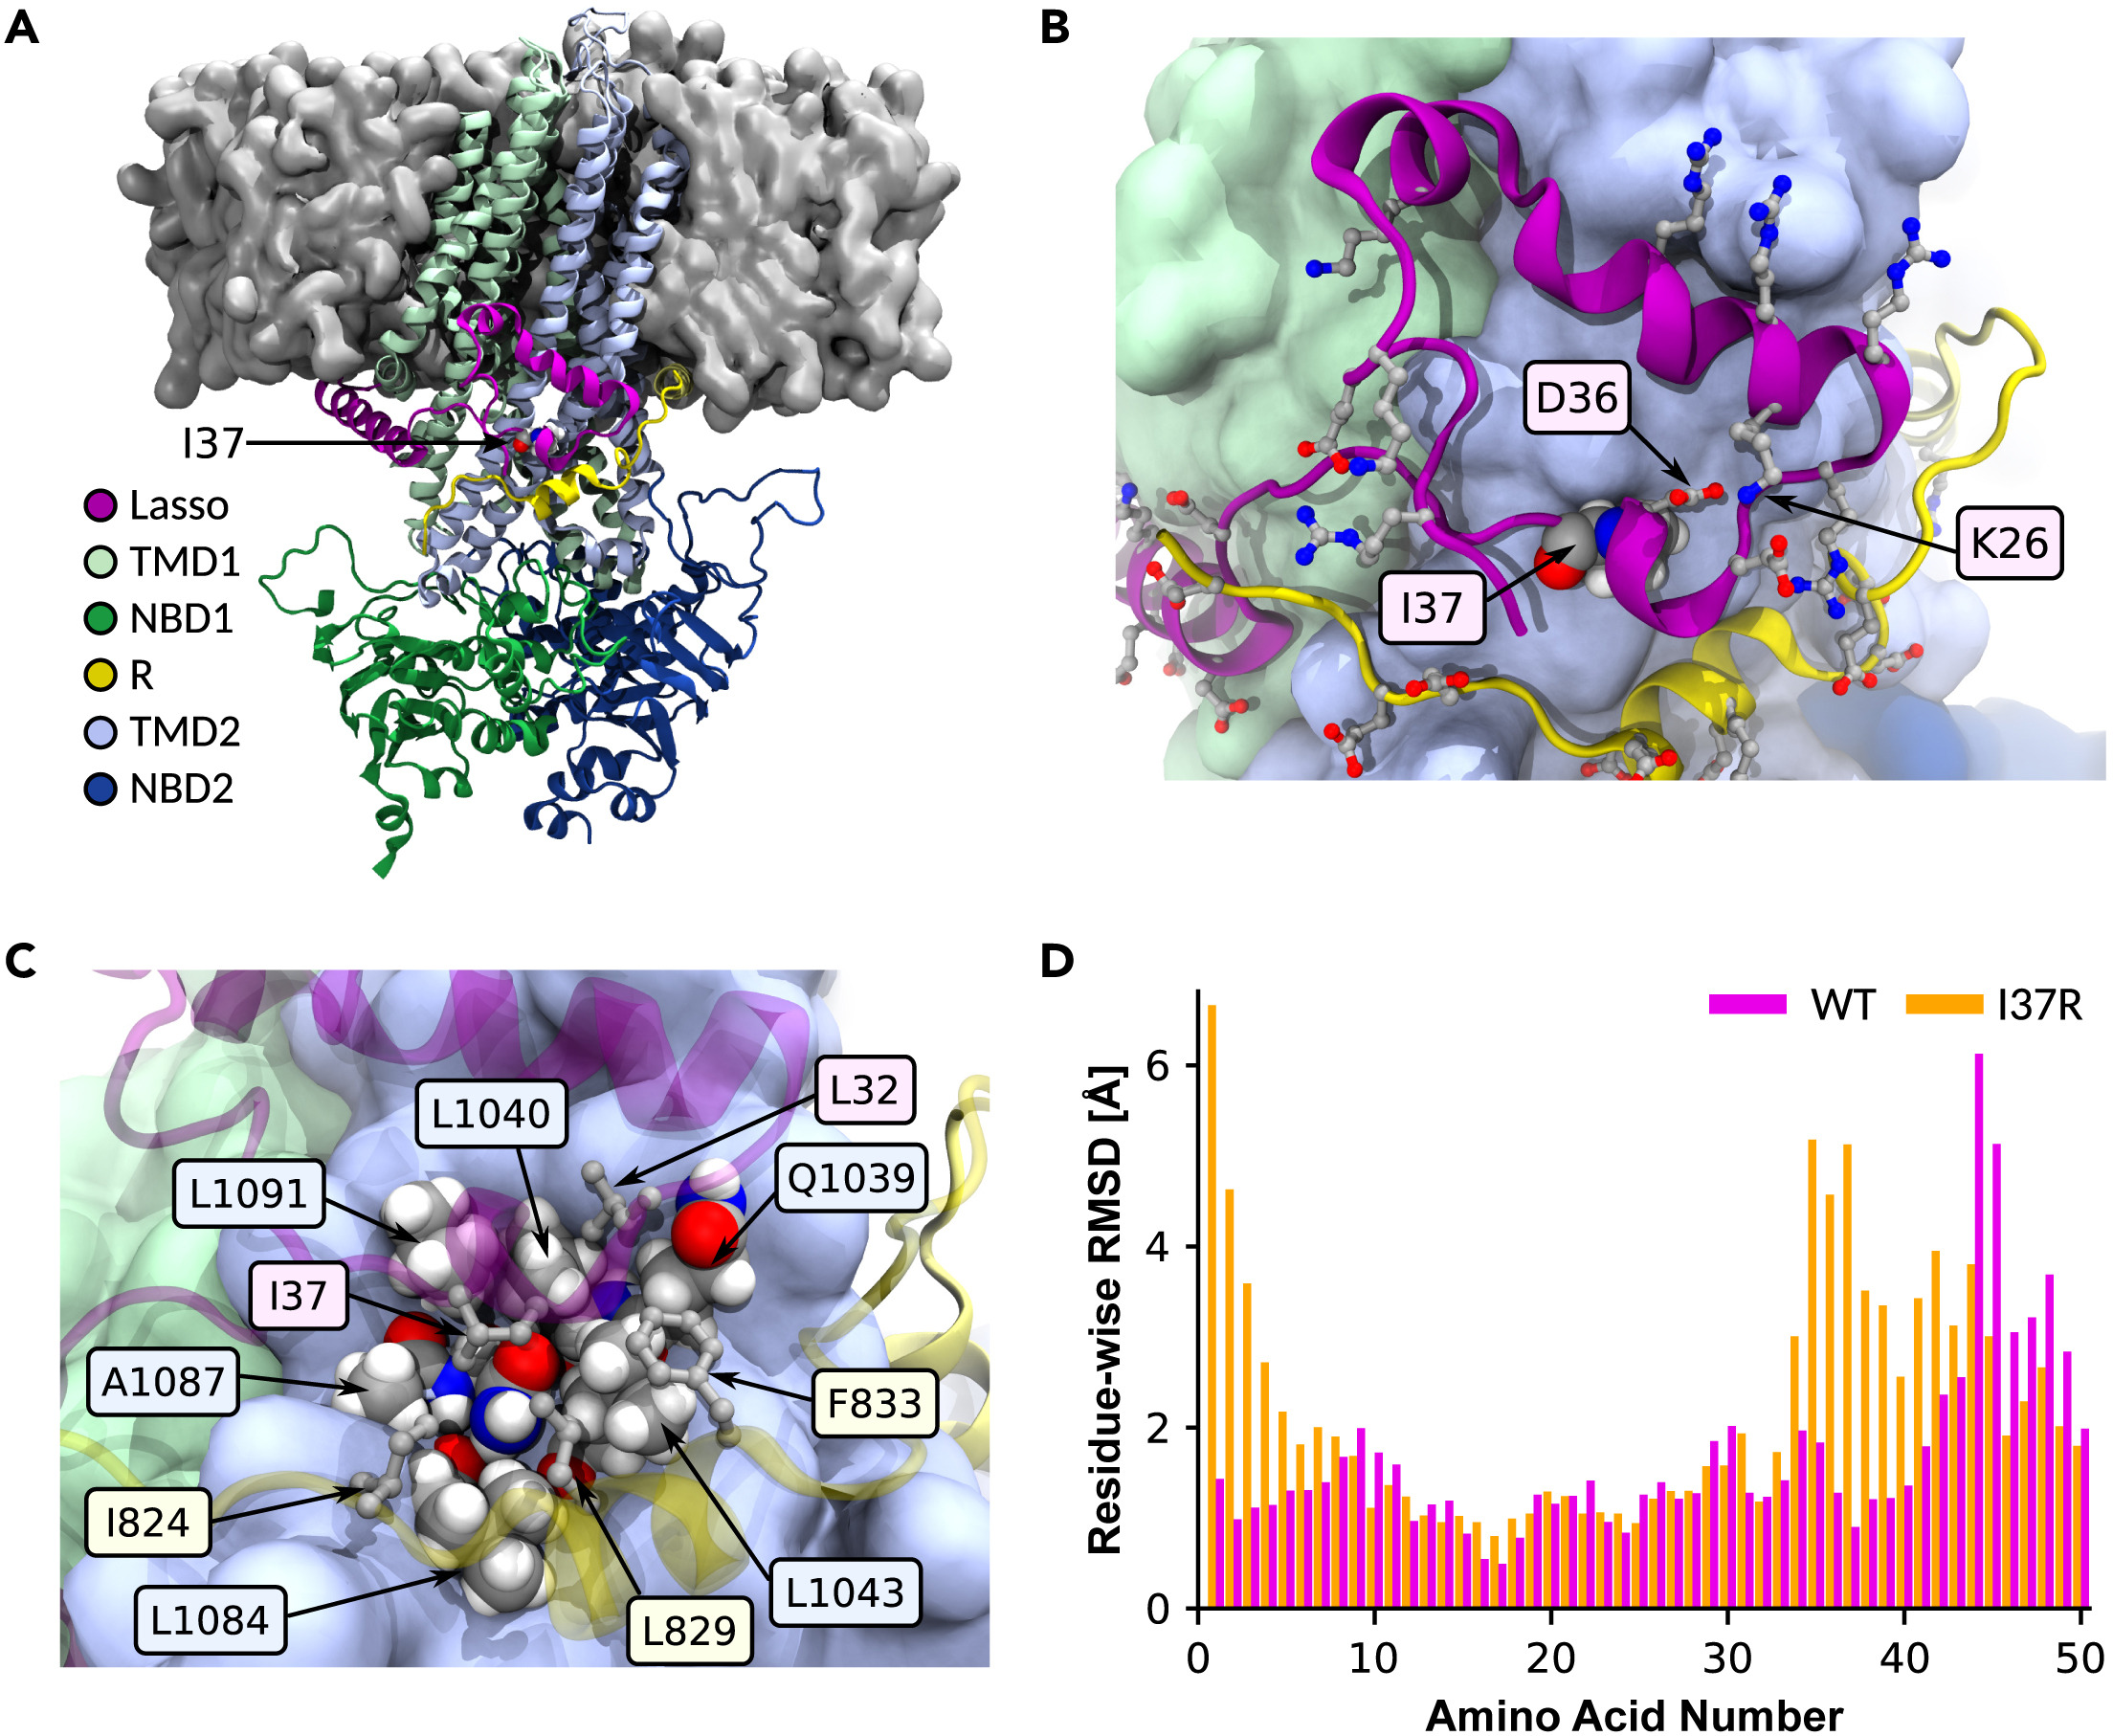 A
I37
Lasso
TMD1
NBD1
R
TMD2
NBD2
B
D36
K26
I37
C
L32
L1040
Q1039
L1091
I37
A1087
F833
I824
L1043
L1084
L829
D
WT
I37R
Residue-wise RMSD [Å]
6
4
2
0
0 10 20 30 40 50
Amino Acid Number